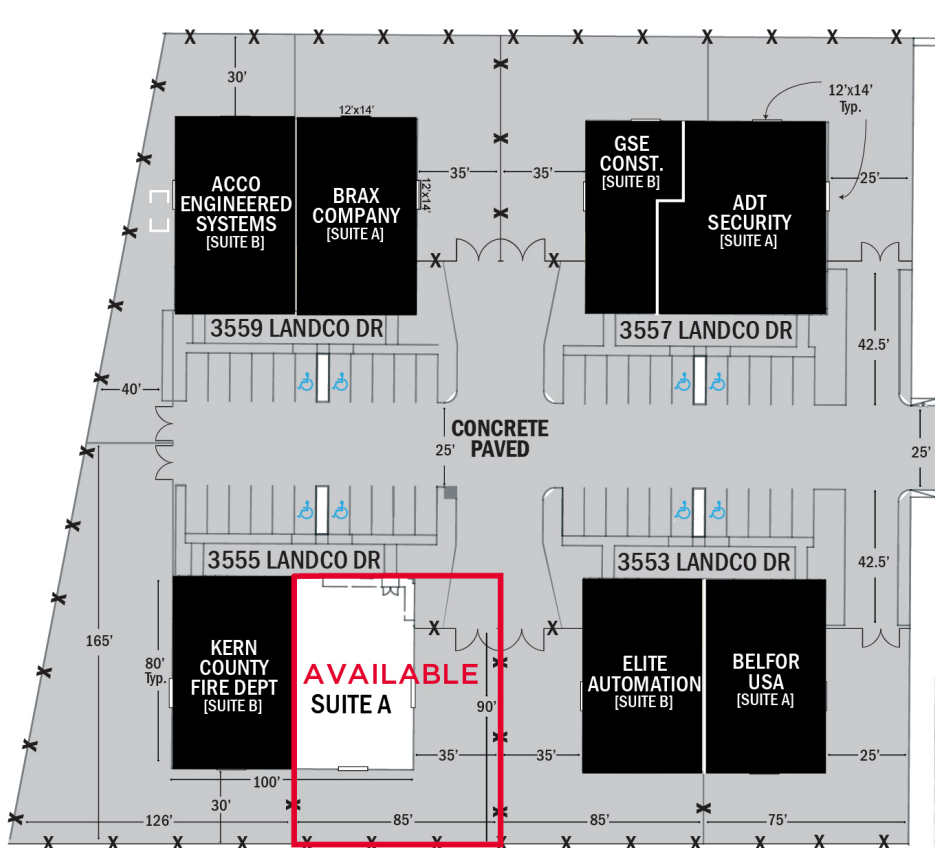 30'
12'x14'
12'x14'
Typ.
ACCO
ENGINEERED
SYSTEMS
[SUITE B]
BRAX
COMPANY
[SUITE A]
12'x14'
35'
35'
GSE
CONST.
[SUITE B]
ADT
SECURITY
[SUITE A]
25'
3559 LANDCO DR
3557 LANDCO DR
42.5'
40'
CONCRETE
PAVED
25'
25'
3555 LANDCO DR
3553 LANDCO DR
42.5'
165'
80'
Typ.
KERN
COUNTY
FIRE DEPT
[SUITE B]
AVAILABLE
SUITE A
90'
ELITE
AUTOMATION
[SUITE B]
BELFOR
USA
[SUITE A]
35'
35'
25'
100'
30'
126'
85'
85'
75'